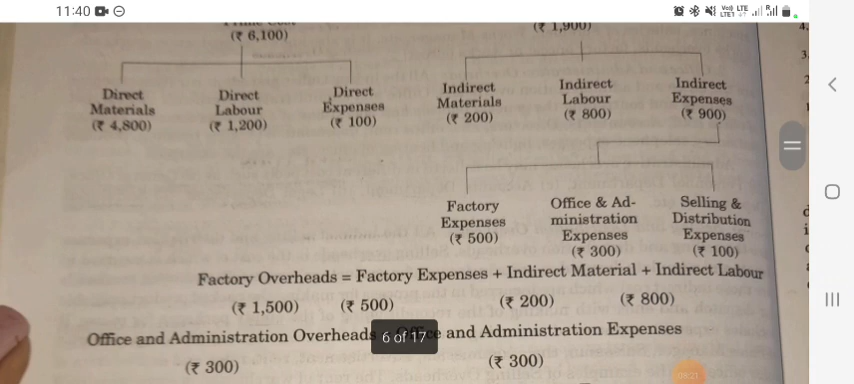 11:40
(₹ 6,100)
(₹ 1,900)
Direct Materials (₹ 4,800)
Direct Labour (₹ 1,200)
Direct Expenses (₹ 100)
Indirect Materials (₹ 200)
Indirect Labour (₹ 800)
Indirect Expenses (₹ 900)
Factory Expenses (₹ 500)
Office & Ad-ministration Expenses (₹ 300)
Selling & Distribution Expenses (₹ 100)
Factory Overheads = Factory Expenses + Indirect Material + Indirect Labour
(₹ 1,500) (₹ 500) (₹ 200) (₹ 800)
Office and Administration Overheads and Administration Expenses
6 of 17
(₹ 300) (₹ 300)